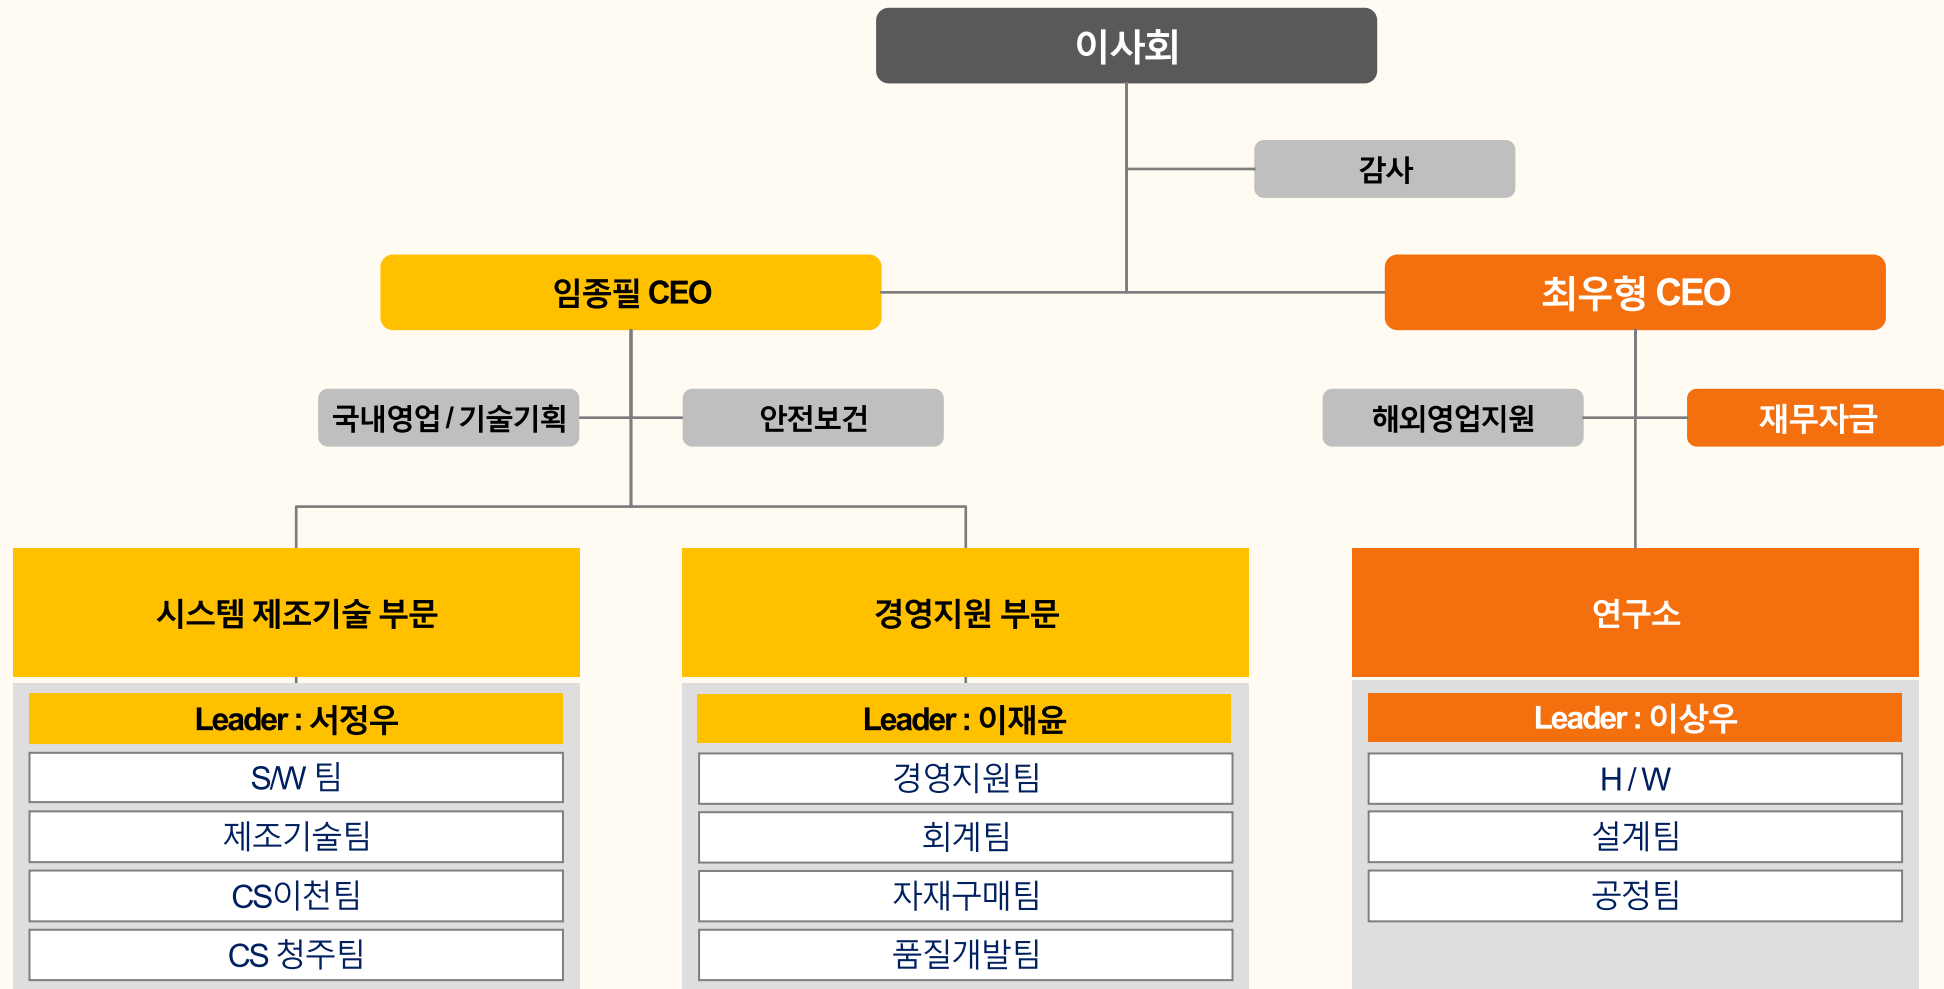 이사회
감사
임종필 CEO
최우형 CEO
국내영업 / 기술기획
안전보건
해외영업지원
재무자금
시스템 제조기술 부문
경영지원 부문
연구소
Leader : 서정우
S/W 팀
제조기술팀
CS이천팀
CS 청주팀
Leader : 이재윤
경영지원팀
회계팀
자재구매팀
품질개발팀
Leader : 이상우
H / W
설계팀
공정팀